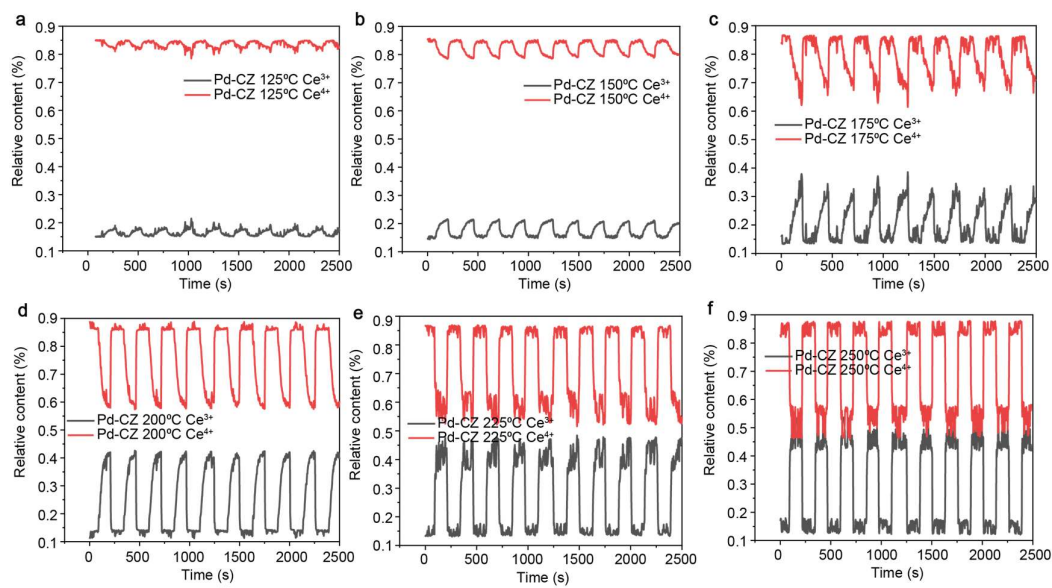 a
Relative content (%)
0.9
0.8
0.7
0.6
0.5
0.4
0.3
0.2
0.1
Pd-CZ 125ºC Ce³⁺
Pd-CZ 125ºC Ce⁴⁺
0 500 1000 1500 2000 2500
Time (s)
b
Relative content (%)
0.9
0.8
0.7
0.6
0.5
0.4
0.3
0.2
0.1
Pd-CZ 150ºC Ce³⁺
Pd-CZ 150ºC Ce⁴⁺
0 500 1000 1500 2000 2500
Time (s)
c
Relative content (%)
0.9
0.8
0.7
0.6
0.5
0.4
0.3
0.2
0.1
Pd-CZ 175ºC Ce³⁺
Pd-CZ 175ºC Ce⁴⁺
0 500 1000 1500 2000 2500
Time (s)
d
Relative content (%)
0.9
0.8
0.7
0.6
0.5
0.4
0.3
0.2
0.1
Pd-CZ 200ºC Ce³⁺
Pd-CZ 200ºC Ce⁴⁺
0 500 1000 1500 2000 2500
Time (s)
e
Relative content (%)
0.9
0.8
0.7
0.6
0.5
0.4
0.3
0.2
0.1
Pd-CZ 225ºC Ce³⁺
Pd-CZ 225ºC Ce⁴⁺
0 500 1000 1500 2000 2500
Time (s)
f
Relative content (%)
0.9
0.8
0.7
0.6
0.5
0.4
0.3
0.2
0.1
Pd-CZ 250ºC Ce³⁺
Pd-CZ 250ºC Ce⁴⁺
0 500 1000 1500 2000 2500
Time (s)